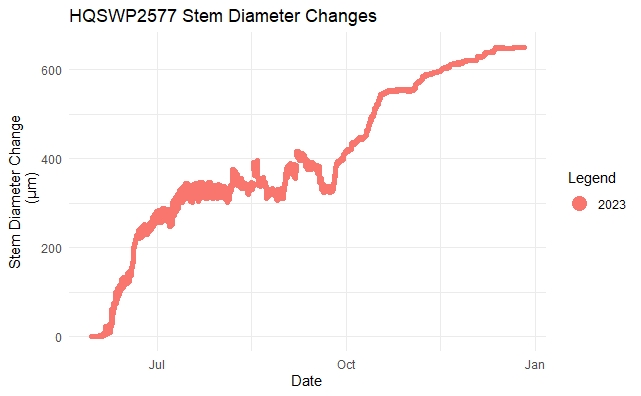 HQSWP2577 Stem Diameter Changes
600
400
200
0
Stem Diameter Change
(μm)
Jul
Oct
Jan
Date
Legend
2023